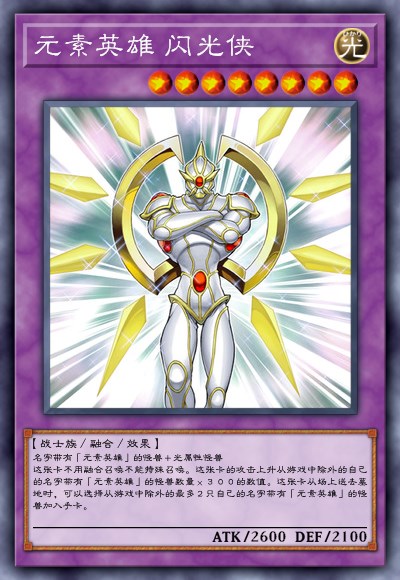 元素英雄 闪光侠
ひかり
光
【战士族／融合／效果】
名字带有「元素英雄」的怪兽＋光属性怪兽
这张卡不用融合召唤不能特殊召唤。这张卡的攻击上升从游戏中除外的自己
的名字带有「元素英雄」的怪兽数量×３００的数值。这张卡从场上送去墓
地时，可以选择从游戏中除外的最多２只自己的名字带有「元素英雄」的怪
兽加入手卡。
ATK/2600 DEF/2100